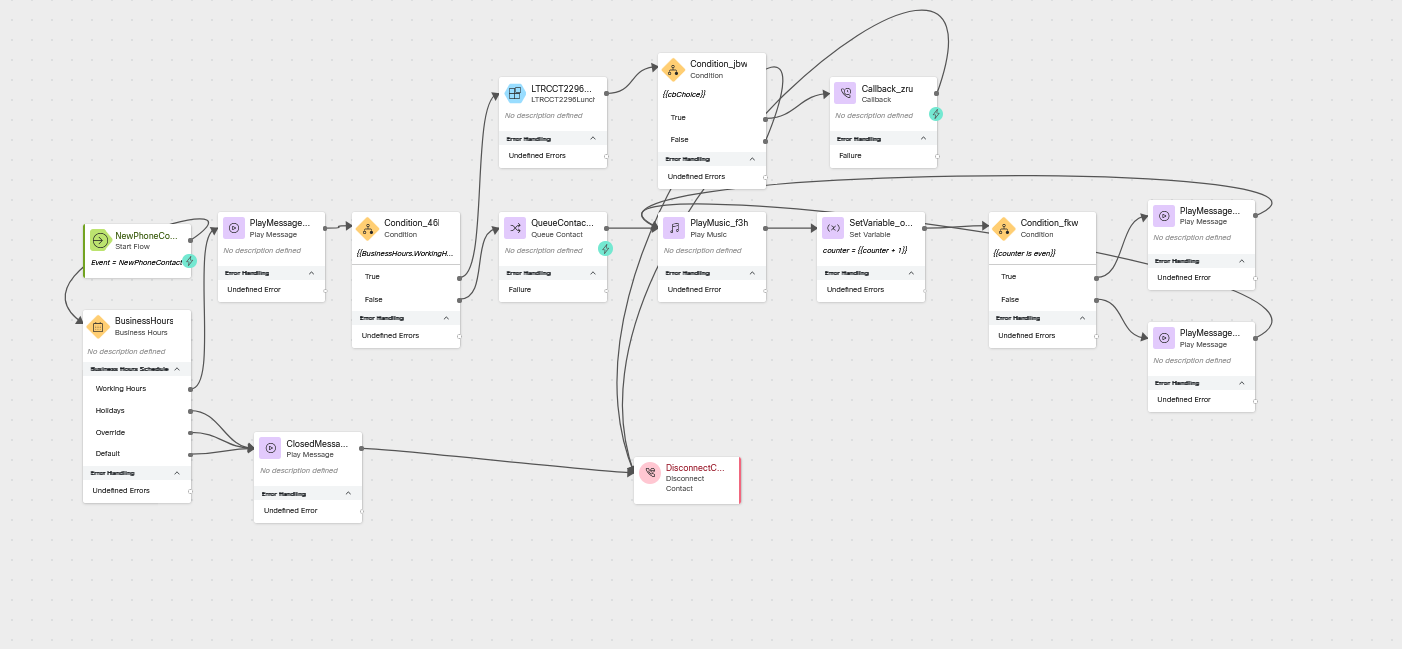 NewPhoneCo...
Start Flow
Event = NewPhoneContact
BusinessHours
Business Hours
No description defined
Business Hours Schedule
Working Hours
Holidays
Override
Default
Error Handling
Undefined Errors
PlayMessage...
Play Message
No description defined
Error Handling
Undefined Error
ClosedMessa...
Play Message
No description defined
Error Handling
Undefined Error
Condition_46l
Condition
{{BusinessHours.WorkingH...
True
False
Error Handling
Undefined Errors
LTRCCT2296...
LTRCCT2296Lunch
No description defined
Error Handling
Undefined Errors
QueueContac...
Queue Contact
No description defined
Error Handling
Failure
Condition_jbw
Condition
{{cbChoice}}
True
False
Error Handling
Undefined Errors
Callback_zru
Callback
No description defined
Error Handling
Failure
PlayMusic_f3h
Play Music
No description defined
Error Handling
Undefined Error
SetVariable_o...
Set Variable
counter = {{counter + 1}}
Error Handling
Undefined Errors
DisconnectC...
Disconnect
Contact
Condition_fkw
Condition
{{counter is even}}
True
False
Error Handling
Undefined Errors
PlayMessage...
Play Message
No description defined
Error Handling
Undefined Error
PlayMessage...
Play Message
No description defined
Error Handling
Undefined Error